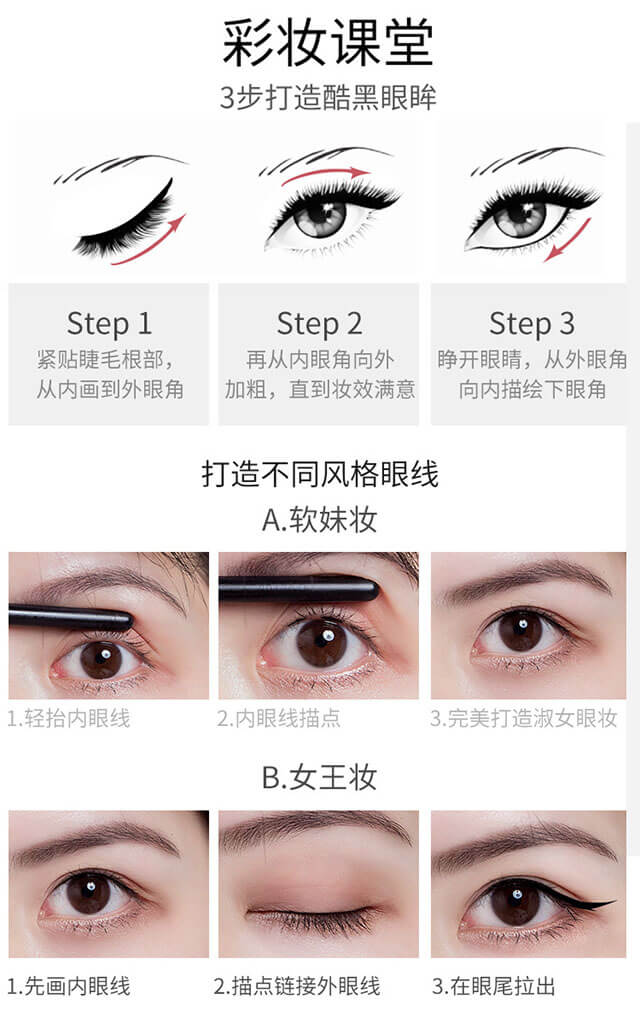 彩妆课堂
3步打造酷黑眼眸
Step 1
紧贴睫毛根部，
从内画到外眼角
Step 2
再从内眼角向外
加粗，直到妆效满意
Step 3
睁开眼睛，从外眼角
向内描绘下眼角
打造不同风格眼线
A.软妹妆
1.轻抬内眼线
2.内眼线描点
3.完美打造淑女眼妆
B.女王妆
1.先画内眼线
2.描点链接外眼线
3.在眼尾拉出